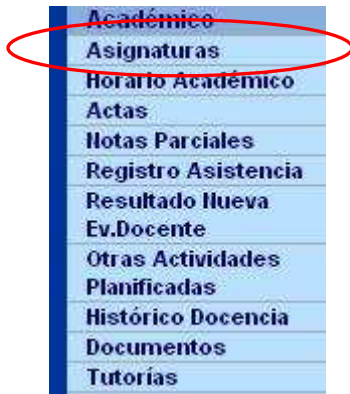 Académico
Asignaturas
Horario Académico
Actas
Notas Parciales
Registro Asistencia
Resultado Nueva
Ev.Docente
Otras Actividades
Planificadas
Histórico Docencia
Documentos
Tutorías